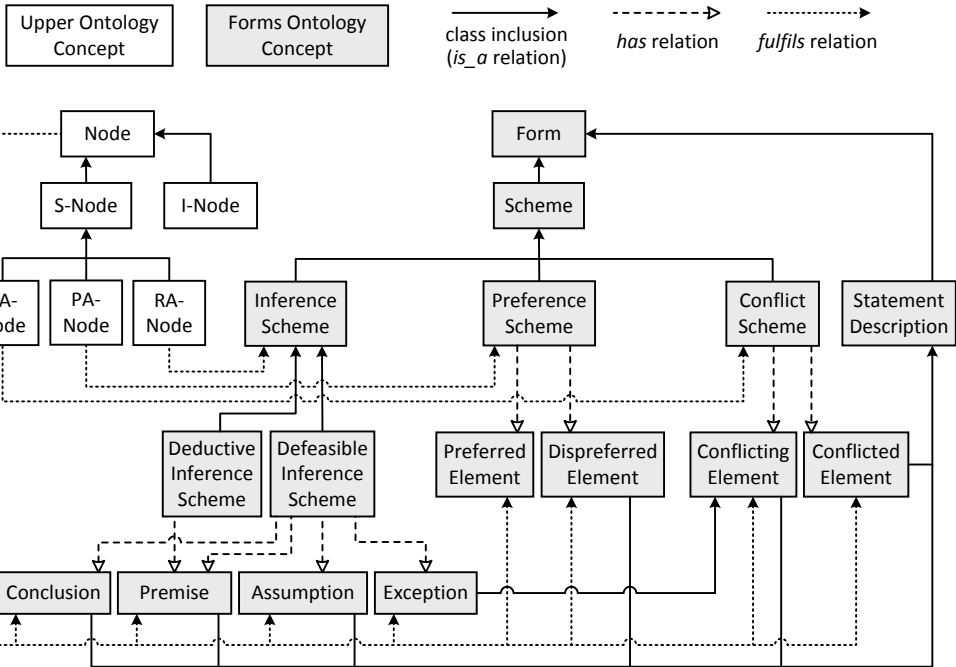 Upper Ontology
Concept
Forms Ontology
Concept
class inclusion
(is_a relation)
has relation
fulfils relation
Node
Form
S-Node
I-Node
Scheme
A-
ode
PA-
Node
RA-
Node
Inference
Scheme
Preference
Scheme
Conflict
Scheme
Statement
Description
Deductive
Inference
Scheme
Defeasible
Inference
Scheme
Preferred
Element
Dispreferred
Element
Conflicting
Element
Conflicted
Element
Conclusion
Premise
Assumption
Exception